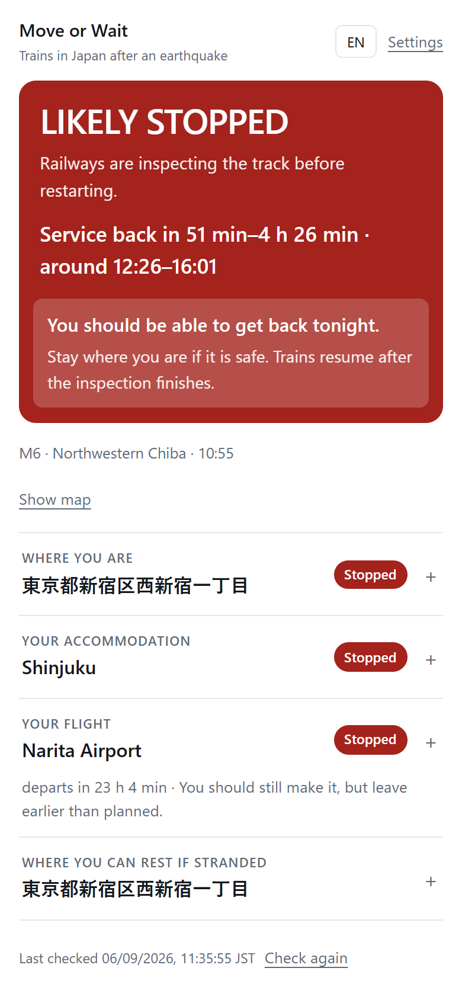 Move or Wait
Trains in Japan after an earthquake
EN
Settings
LIKELY STOPPED
Railways are inspecting the track before
restarting.
Service back in 51 min–4 h 26 min ·
around 12:26–16:01
You should be able to get back tonight.
Stay where you are if it is safe. Trains resume after
the inspection finishes.
M6 · Northwestern Chiba · 10:55
Show map
WHERE YOU ARE
東京都新宿区西新宿一丁目
Stopped
+
YOUR ACCOMMODATION
Shinjuku
Stopped
+
YOUR FLIGHT
Narita Airport
Stopped
+
departs in 23 h 4 min · You should still make it, but leave
earlier than planned.
WHERE YOU CAN REST IF STRANDED
東京都新宿区西新宿一丁目
+
Last checked 06/09/2026, 11:35:55 JST Check again